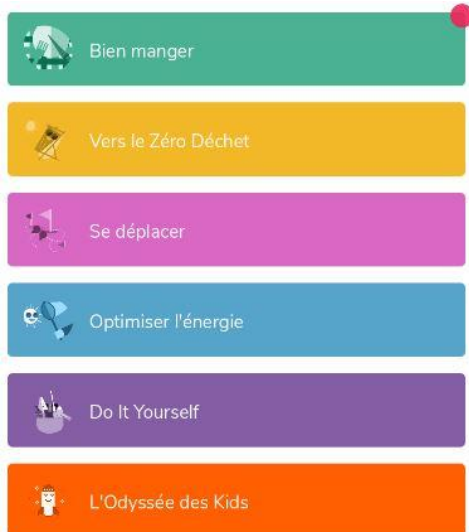 Bien manger
Vers le Zéro Déchet
Se déplacer
Optimiser l'énergie
Do It Yourself
L'Odyssée des Kids